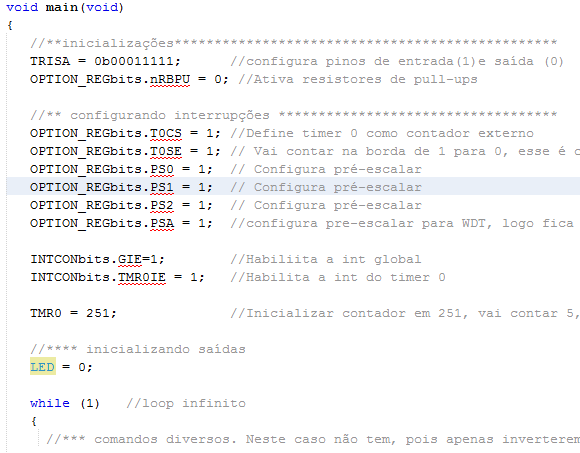 void main(void)
{
//**inicializações************************************************
TRISA = 0b00011111;      //configura pinos de entrada(1)e saída (0)
OPTION_REGbits.nRBPU = 0; //Ativa resistores de pull-ups
//** configurando interrupções ***********************************
OPTION_REGbits.T0CS = 1; //Define timer 0 como contador externo
OPTION_REGbits.T0SE = 1; // Vai contar na borda de 1 para 0, esse é
OPTION_REGbits.PS0 = 1;  // Configura pré-escalar
OPTION_REGbits.PS1 = 1;  // Configura pré-escalar
OPTION_REGbits.PS2 = 1;  // Configura pré-escalar
OPTION_REGbits.PSA = 1;  //configura pre-escalar para WDT, logo fica
INTCONbits.GIE=1;        //Habiliita a int global
INTCONbits.TMR0IE = 1;   //Habilita a int do timer 0
TMR0 = 251;              //Inicializar contador em 251, vai contar 5,
//**** inicializando saídas
LED = 0;
while (1)   //loop infinito
{
//*** comandos diversos. Neste caso não tem, pois apenas